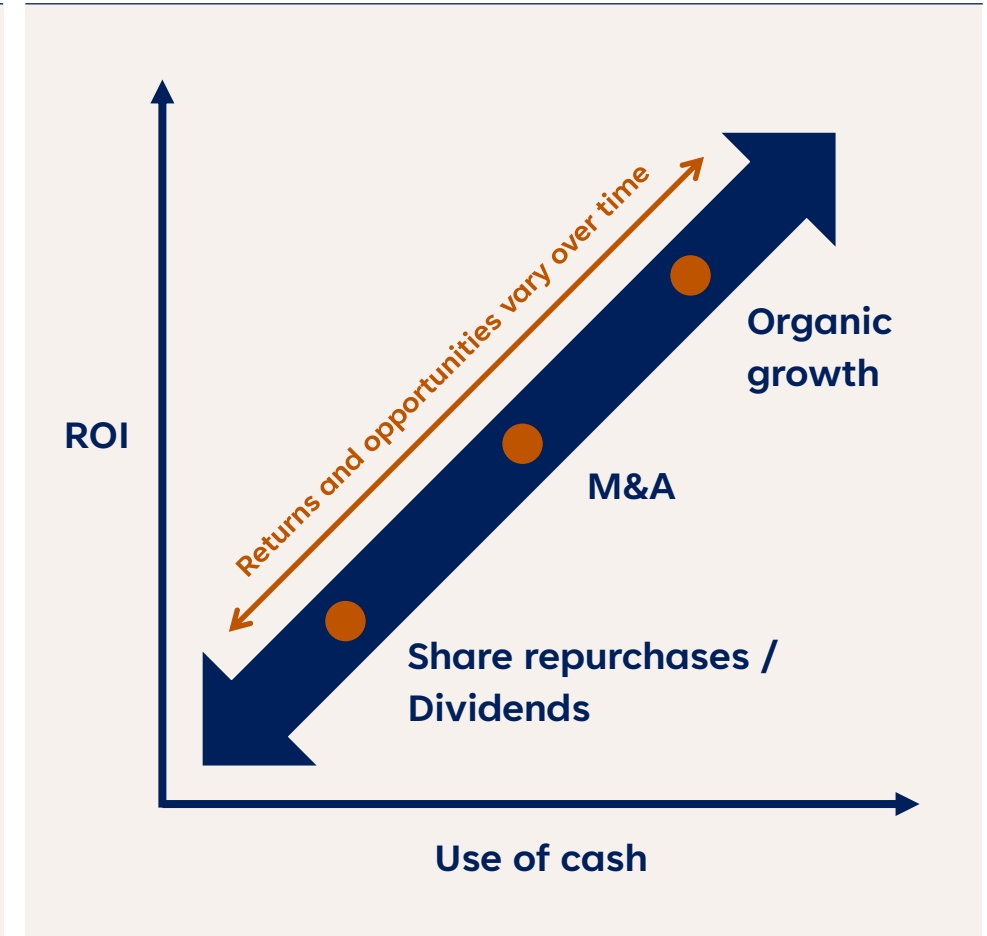 Returns and opportunities vary over time
Organic
growth
ROI
M&A
Share repurchases /
Dividends
Use of cash